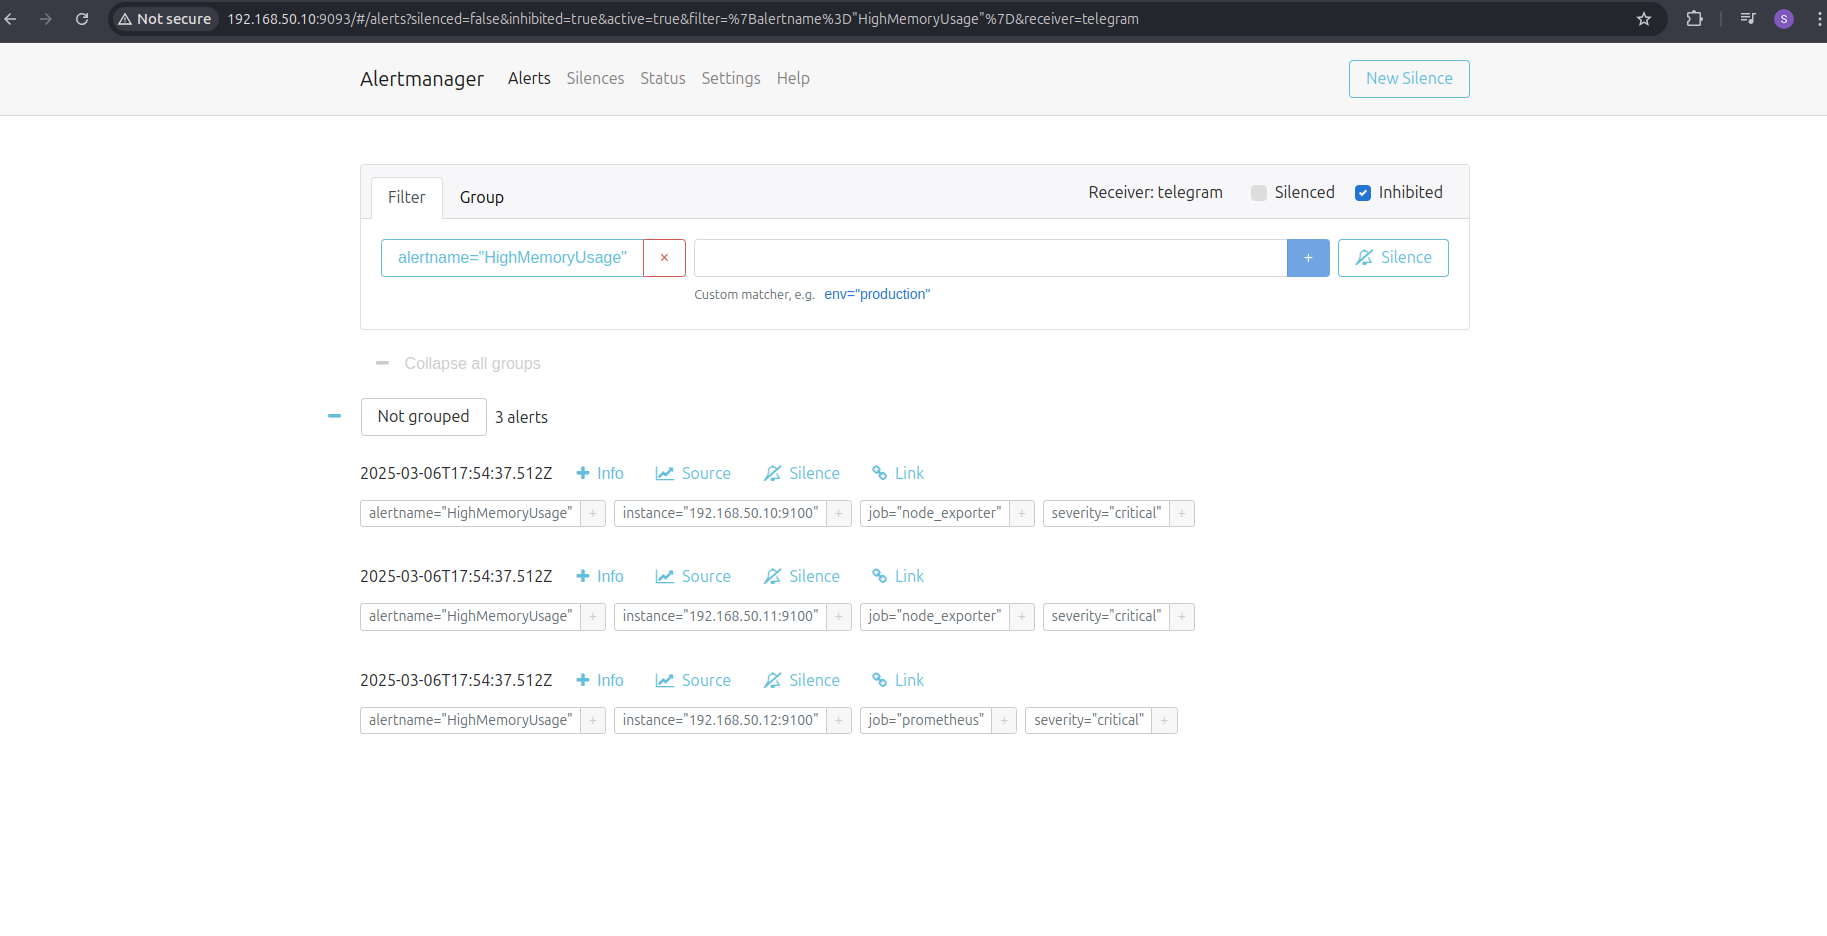 Not secure 192.168.50.10:9093/#/alerts?silenced=false&inhibited=true&active=true&filter=%7Balertname%3D"HighMemoryUsage"%7D&receiver=telegram S
Alertmanager Alerts Silences Status Settings Help New Silence
Filter Group Receiver: telegram Silenced Inhibited
alertname="HighMemoryUsage" × + Silence
Custom matcher, e.g. env="production"
Collapse all groups
Not grouped 3 alerts
2025-03-06T17:54:37.512Z Info Source Silence Link
alertname="HighMemoryUsage" + instance="192.168.50.10:9100" + job="node_exporter" + severity="critical" +
2025-03-06T17:54:37.512Z Info Source Silence Link
alertname="HighMemoryUsage" + instance="192.168.50.11:9100" + job="node_exporter" + severity="critical" +
2025-03-06T17:54:37.512Z Info Source Silence Link
alertname="HighMemoryUsage" + instance="192.168.50.12:9100" + job="prometheus" + severity="critical" +